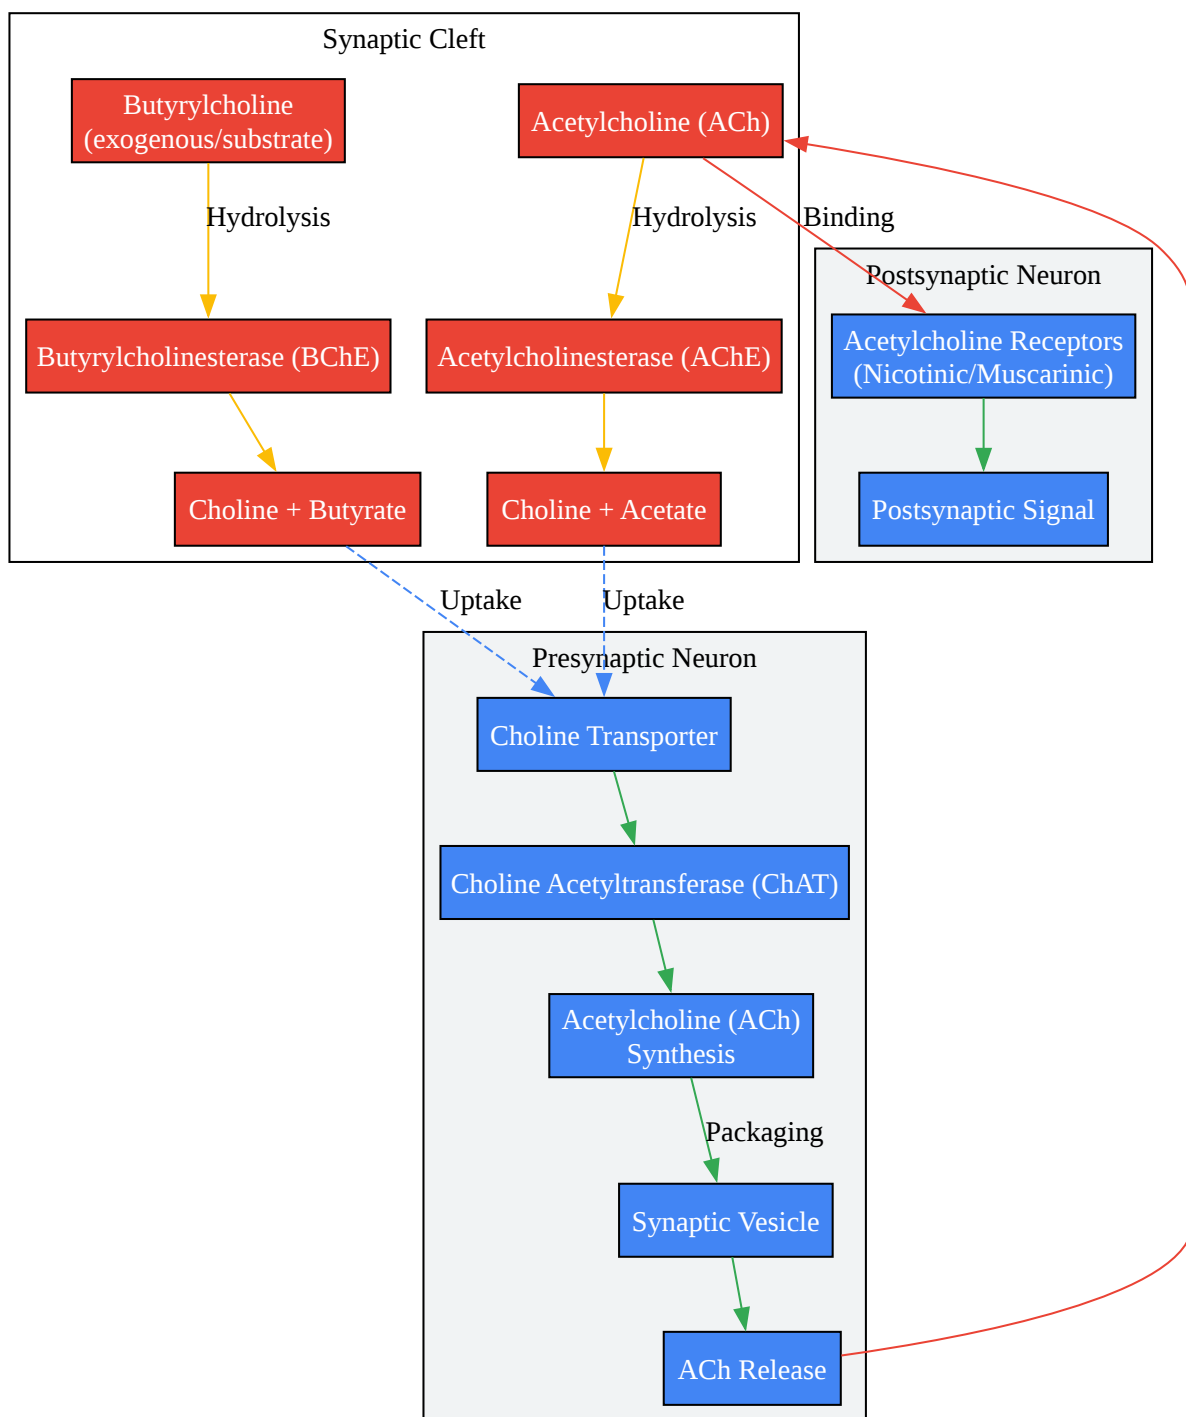 Synaptic Cleft
Butyrylcholine
(exogenous/substrate)
Acetylcholine (ACh)
Hydrolysis
Hydrolysis
Binding
Postsynaptic Neuron
Butyrylcholinesterase (BChE)
Acetylcholinesterase (AChE)
Acetylcholine Receptors
(Nicotinic/Muscarinic)
Choline + Butyrate
Choline + Acetate
Postsynaptic Signal
Uptake
Uptake
Presynaptic Neuron
Choline Transporter
Choline Acetyltransferase (ChAT)
Acetylcholine (ACh)
Synthesis
Packaging
Synaptic Vesicle
ACh Release